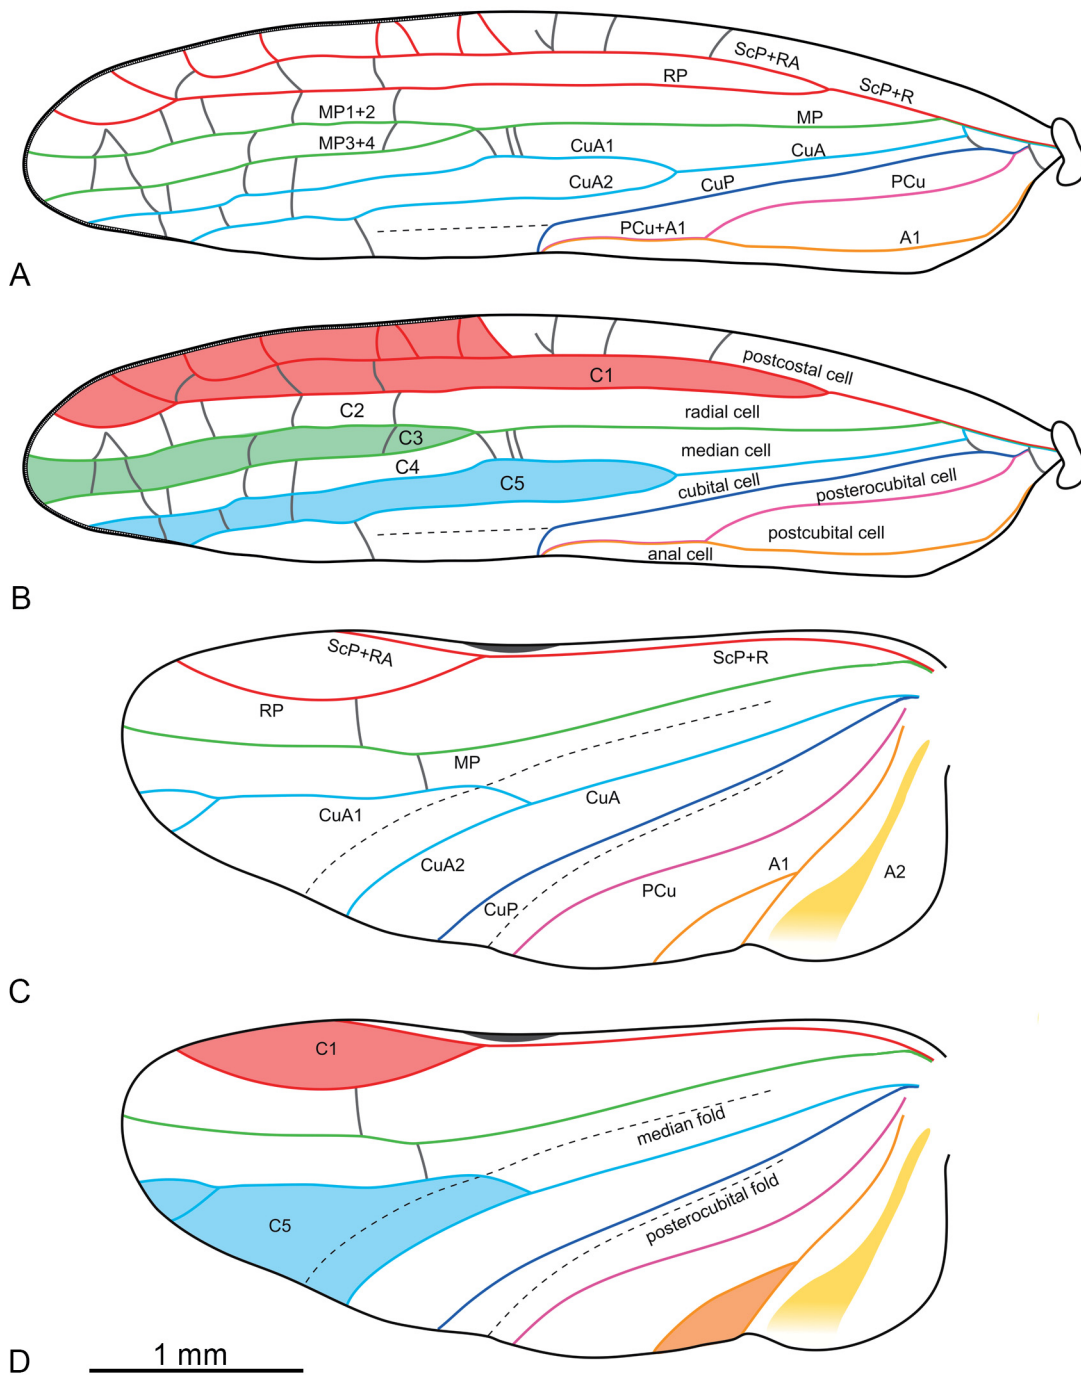 ScP+RA
RP
ScP+R
MP1+2
MP
MP3+4
CuA1
CuA
CuA2
CuP
PCu
PCu+A1
A1
A
postcostal cell
C1
C2
radial cell
C3
median cell
C4
C5
cubital cell
posterocubital cell
postcubital cell
anal cell
B
ScP+RA
ScP+R
RP
MP
CuA
CuA1
CuA2
A1
A2
PCu
CuP
C
C1
median fold
C5
posterocubital fold
D
1 mm